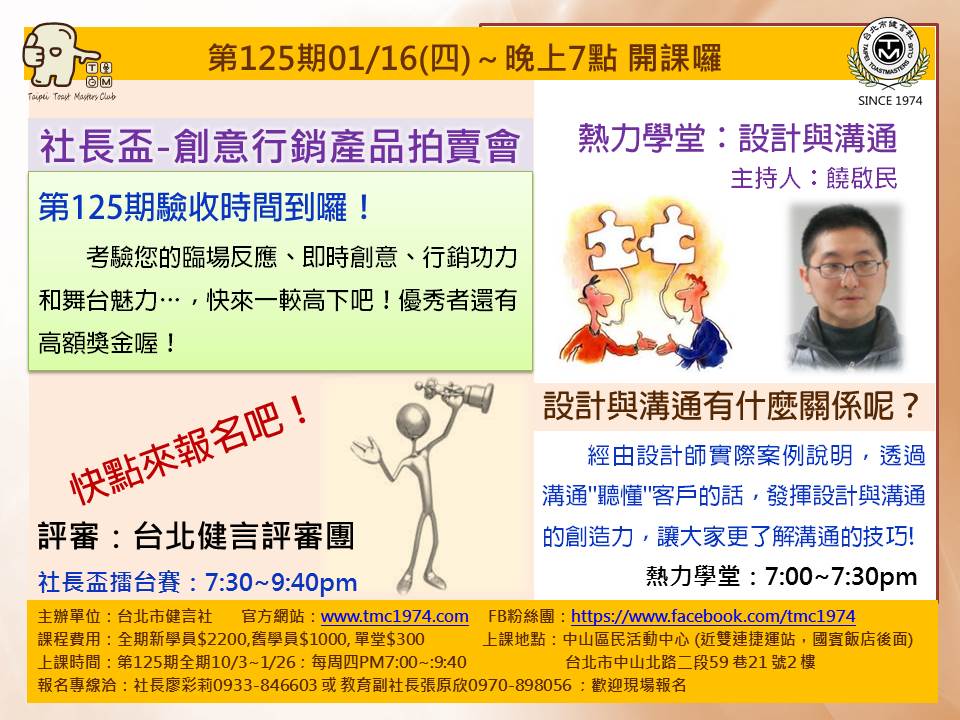 第125期01/16(四)～晚上7點 開課囉
Taipei Toast Masters Club
台北市健言社
TAIPEI TOASTMASTERS CLUB
SINCE 1974
社長盃-創意行銷產品拍賣會
第125期驗收時間到囉！
考驗您的臨場反應、即時創意、行銷功力
和舞台魅力…，快來一較高下吧！優秀者還有
高額獎金喔！
快點來報名吧！
評審：台北健言評審團
社長盃擂台賽：7:30~9:40pm
熱力學堂：設計與溝通
主持人：饒啟民
設計與溝通有什麼關係呢？
經由設計師實際案例說明，透過
溝通"聽懂"客戶的話，發揮設計與溝通
的創造力，讓大家更了解溝通的技巧!
熱力學堂：7:00~7:30pm
主辦單位：台北市健言社 官方網站：www.tmc1974.com FB粉絲團：https://www.facebook.com/tmc1974
課程費用：全期新學員$2200,舊學員$1000, 單堂$300 上課地點：中山區民活動中心 (近雙連捷運站，國賓飯店後面)
上課時間：第125期全期10/3~1/26：每周四PM7:00~:9:40 台北市中山北路二段59巷21號2樓
報名專線洽：社長廖彩莉0933-846603 或 教育副社長張原欣0970-898056 ：歡迎現場報名